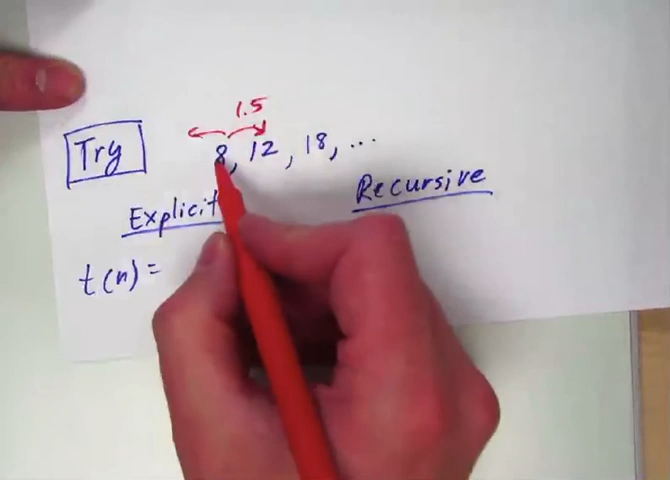 1.5
Try 8, 12, 18, ...
Explicit Recursive
t(n) =